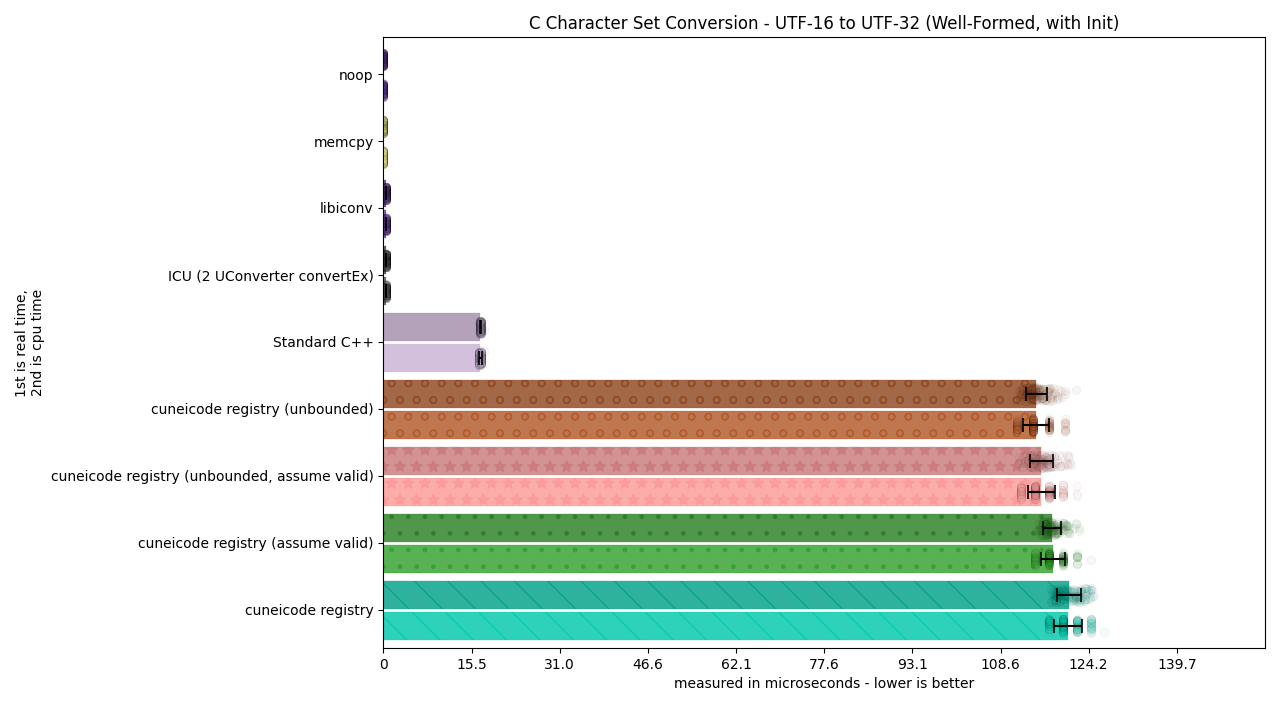 C Character Set Conversion - UTF-16 to UTF-32 (Well-Formed, with Init)
1st is real time,
2nd is cpu time
noop
memcpy
libiconv
ICU (2 UConverter convertEx)
Standard C++
cuneicode registry (unbounded)
cuneicode registry (unbounded, assume valid)
cuneicode registry (assume valid)
cuneicode registry
0 15.5 31.0 46.6 62.1 77.6 93.1 108.6 124.2 139.7
measured in microseconds - lower is better